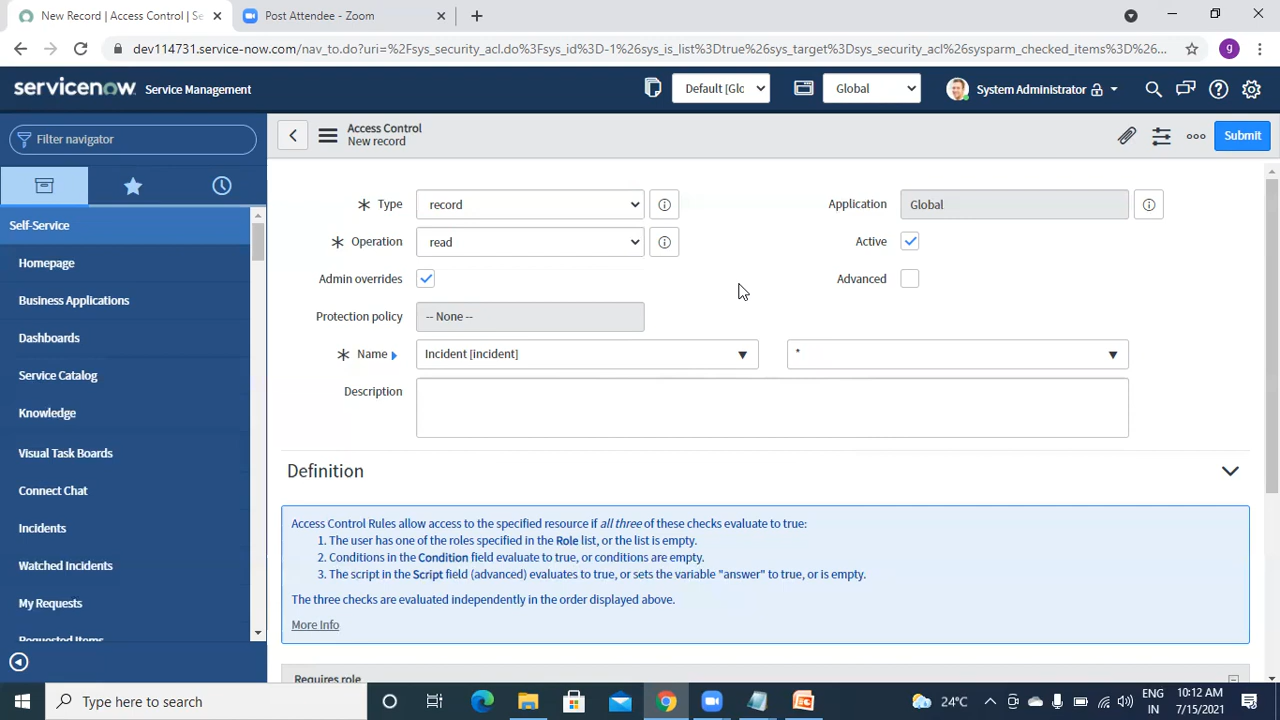 New Record | Access Control | Se
Post Attendee - Zoom
dev114731.service-now.com/nav_to.do?uri=%2Fsys_security_acl.do%3Fsys_id%3D-1%26sys_is_list%3Dtrue%26sys_target%3Dsys_security_acl%26sysparm_checked_items%3D%26...
g
servicenow Service Management
Default [Glc
Global
System Administrator
Filter navigator
Access Control
New record
Submit
Self-Service
Homepage
Business Applications
Dashboards
Service Catalog
Knowledge
Visual Task Boards
Connect Chat
Incidents
Watched Incidents
My Requests
Requested Items
Type
record
Application
Global
Operation
read
Active
Admin overrides
Advanced
Protection policy
-- None --
Name
Incident [incident]
*
Description
Definition
Access Control Rules allow access to the specified resource if all three of these checks evaluate to true:
1. The user has one of the roles specified in the Role list, or the list is empty.
2. Conditions in the Condition field evaluate to true, or conditions are empty.
3. The script in the Script field (advanced) evaluates to true, or sets the variable "answer" to true, or is empty.
The three checks are evaluated independently in the order displayed above.
More Info
Requires role
Type here to search
24°C
ENG
IN
10:12 AM
7/15/2021